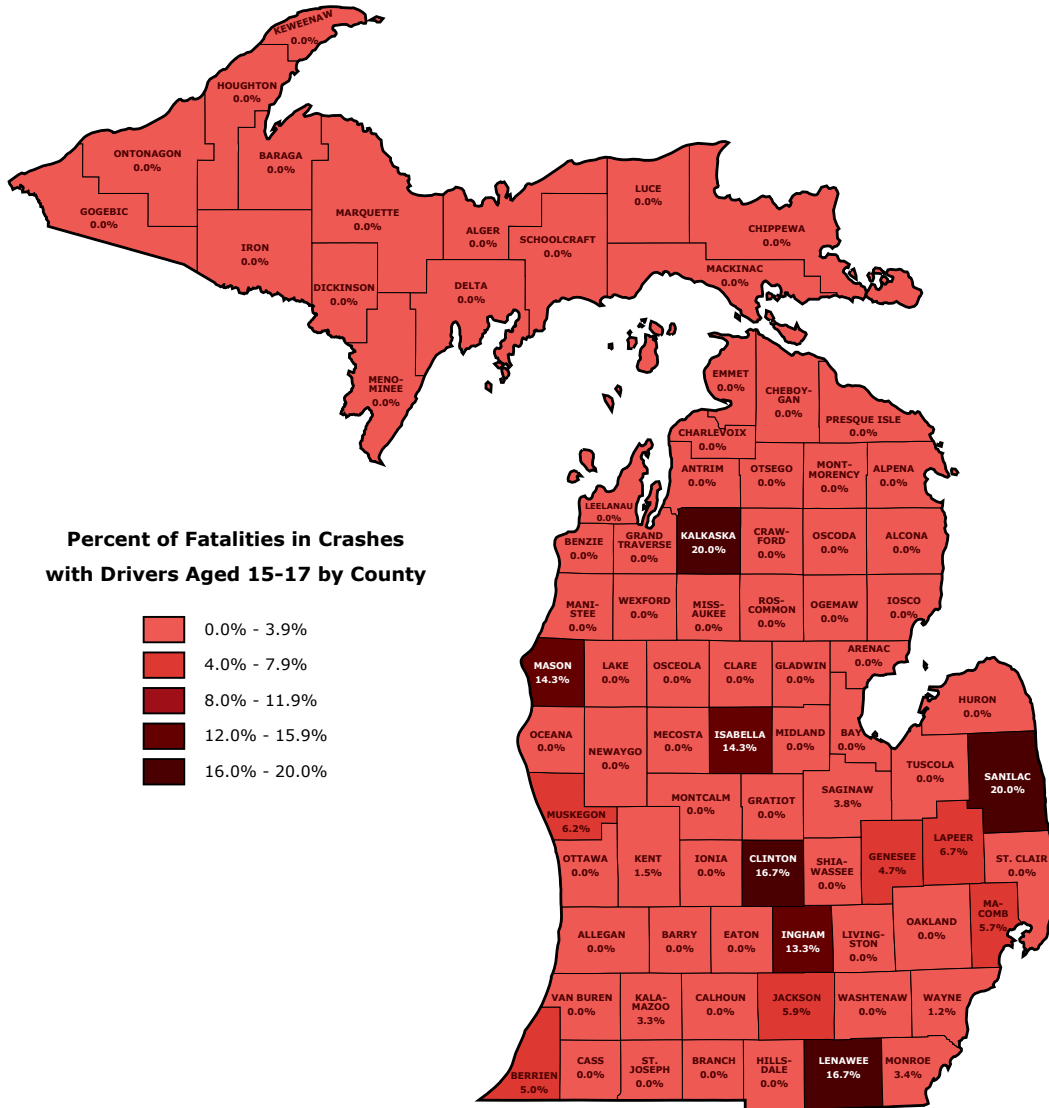 KEWEENAW
0.0%
HOUGHTON
0.0%
ONTONAGON
0.0%
BARAGA
0.0%
GOGEBIC
0.0%
MARQUETTE
0.0%
IRON
0.0%
DICKINSON
0.0%
ALGER
0.0%
SCHOOLCRAFT
0.0%
LUCE
0.0%
CHIPPEWA
0.0%
MACKINAC
0.0%
DELTA
0.0%
MENO-
MINEE
0.0%
EMMET
0.0%
CHEBOY-
GAN
0.0%
PRESQUE ISLE
0.0%
CHARLEVOIX
0.0%
ANTRIM
0.0%
OTSEGO
0.0%
MONT-
MORENCY
0.0%
ALPENA
0.0%
LEELANAU
0.0%
BENZIE
0.0%
GRAND
TRAVERSE
0.0%
KALKASKA
20.0%
CRAW-
FORD
0.0%
OSCODA
0.0%
ALCONA
0.0%
Percent of Fatalities in Crashes
with Drivers Aged 15-17 by County
0.0% - 3.9%
4.0% - 7.9%
8.0% - 11.9%
12.0% - 15.9%
16.0% - 20.0%
MANI-
STEE
0.0%
WEXFORD
0.0%
MISS-
AUKEE
0.0%
ROS-
COMMON
0.0%
OGEMAW
0.0%
IOSCO
0.0%
MASON
14.3%
LAKE
0.0%
OSCEOLA
0.0%
CLARE
0.0%
GLADWIN
0.0%
ARENAC
0.0%
HURON
0.0%
OCEANA
0.0%
NEWAYGO
0.0%
MECOSTA
0.0%
ISABELLA
14.3%
MIDLAND
0.0%
BAY
0.0%
TUSCOLA
0.0%
SANILAC
20.0%
MUSKEGON
6.2%
MONTCALM
0.0%
GRATIOT
0.0%
SAGINAW
3.8%
OTTAWA
0.0%
KENT
1.5%
IONIA
0.0%
CLINTON
16.7%
SHIA-
WASSEE
0.0%
GENESEE
4.7%
LAPEER
6.7%
ST. CLAIR
0.0%
ALLEGAN
0.0%
BARRY
0.0%
EATON
0.0%
INGHAM
13.3%
LIVING-
STON
0.0%
OAKLAND
0.0%
MA-
COMB
5.7%
VAN BUREN
0.0%
KALA-
MAZOO
3.3%
CALHOUN
0.0%
JACKSON
5.9%
WASHTENAW
0.0%
WAYNE
1.2%
BERRIEN
5.0%
CASS
0.0%
ST.
JOSEPH
0.0%
BRANCH
0.0%
HILLS-
DALE
0.0%
LENAWEE
16.7%
MONROE
3.4%